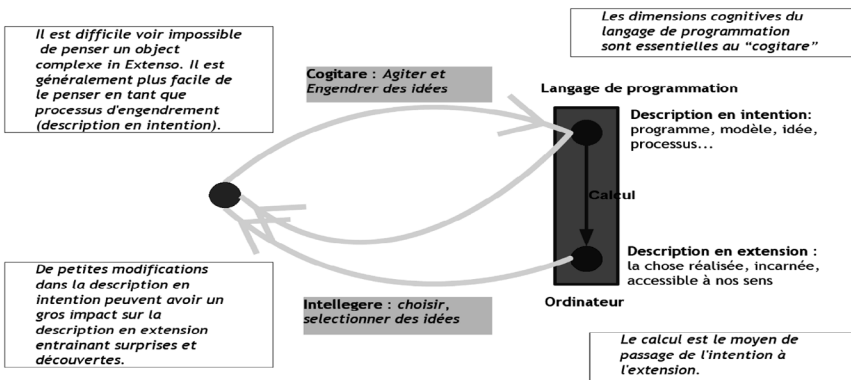 Il est difficile voir impossible
de penser un object
complexe in Extenso. Il est
généralement plus facile de
le penser en tant que
processus d'engendrement
(description en intention).
Cogitare : Agiter et
Engendrer des idées
Les dimensions cognitives du
langage de programmation
sont essentielles au “cogitare”
Langage de programmation
Description en intention:
programme, modèle, idée,
processus...
Calcul
Description en extension :
la chose réalisée, incarnée,
accessible à nos sens
Ordinateur
De petites modifications
dans la description en
intention peuvent avoir un
gros impact sur la
description en extension
entrainant surprises et
découvertes.
Intellegere : choisir,
selectionner des idées
Le calcul est le moyen de
passage de l'intention à
l'extension.